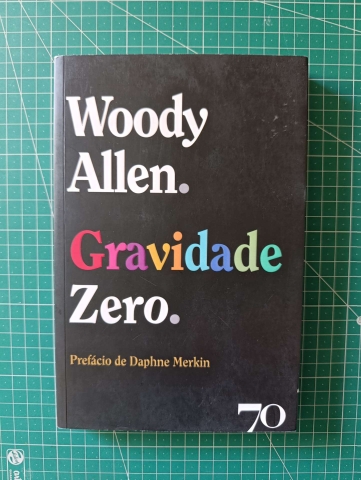 Woody
Allen.
Gravidade
Zero.
Prefácio de Daphne Merkin
70